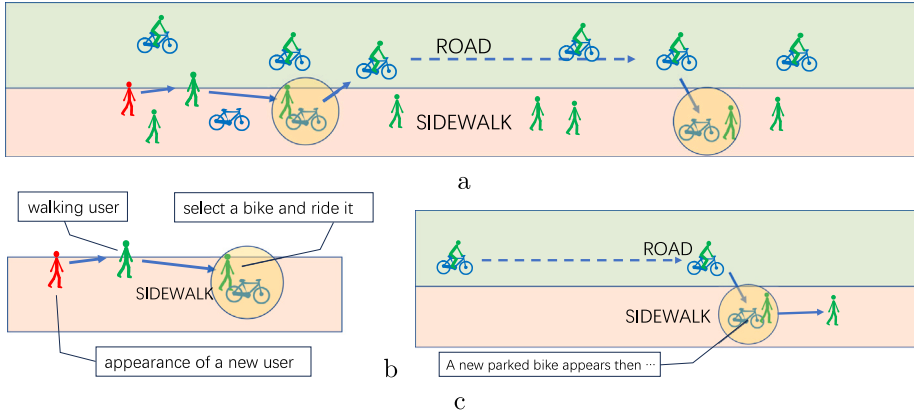 ROAD
SIDEWALK
a
walking user
select a bike and ride it
SIDEWALK
appearance of a new user
b
ROAD
SIDEWALK
A new parked bike appears then ···
c